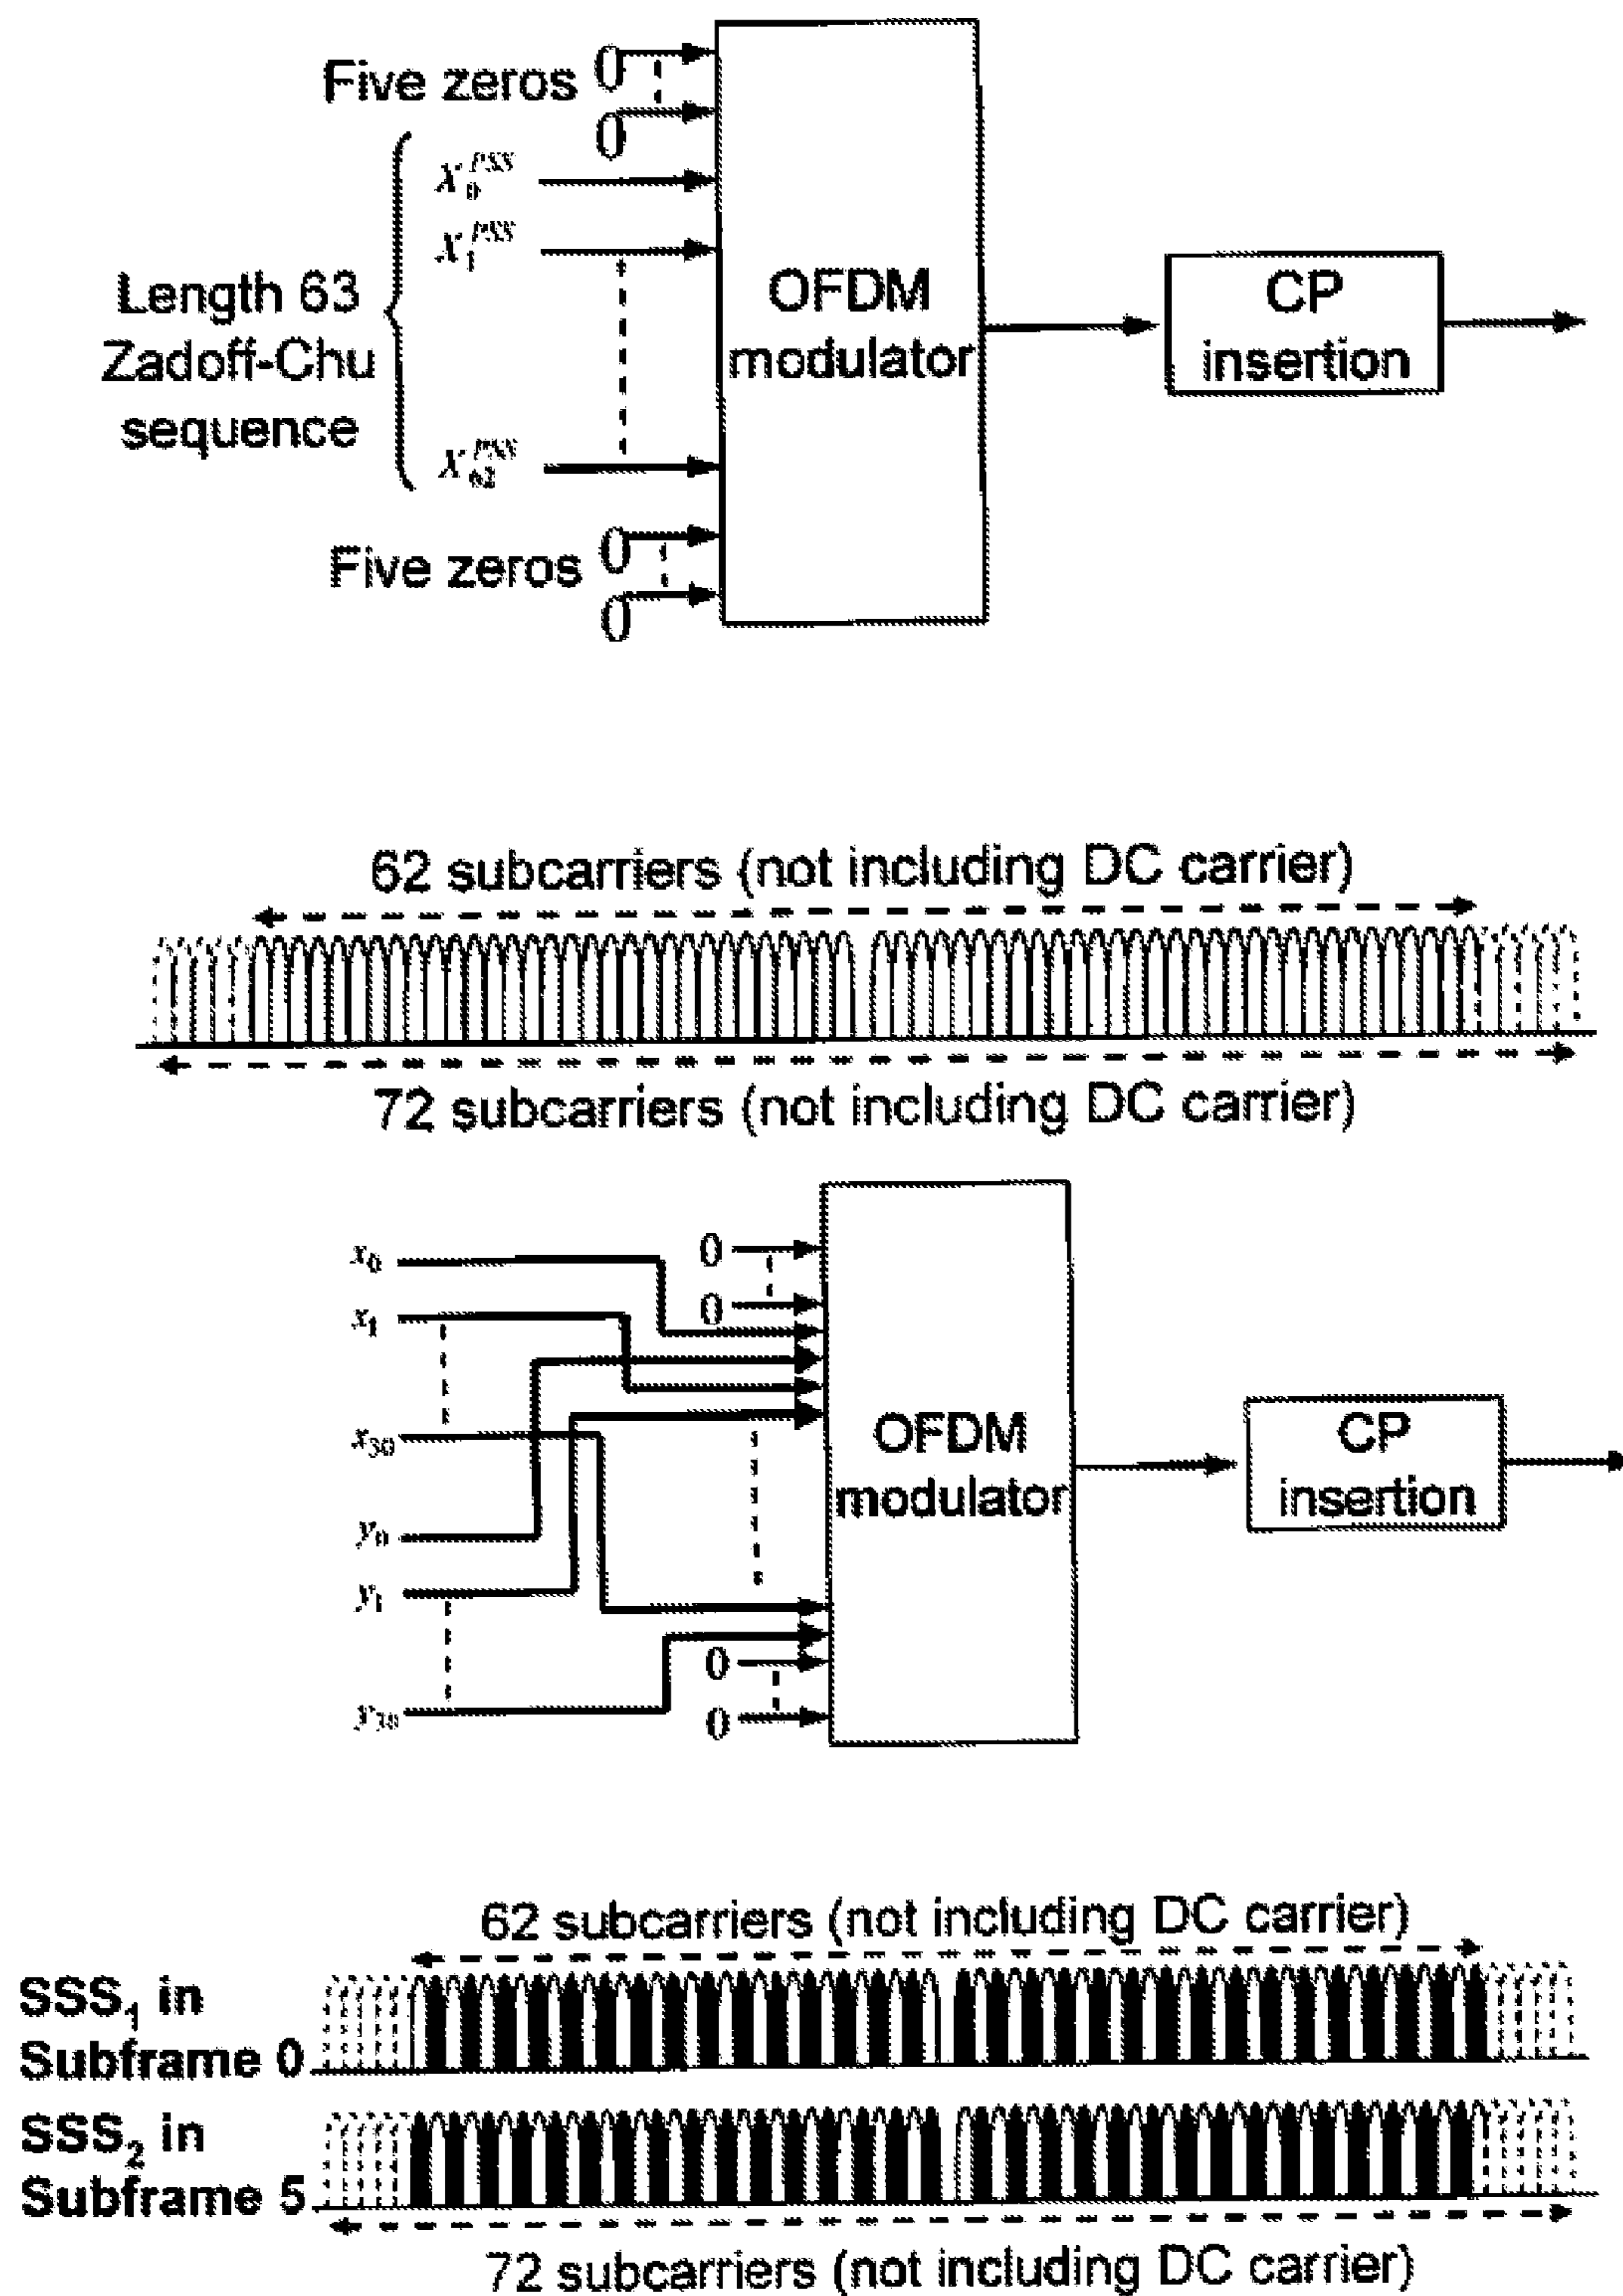 Five zeros
0
0
X_0^PSS
X_1^PSS
Length 63
Zadoff-Chu
sequence
X_62^PSS
Five zeros
0
0
OFDM
modulator
CP
insertion
62 subcarriers (not including DC carrier)
72 subcarriers (not including DC carrier)
x_0
x_1
x_30
y_0
y_1
y_30
0
0
0
0
OFDM
modulator
CP
insertion
62 subcarriers (not including DC carrier)
SSS_1 in
Subframe 0
SSS_2 in
Subframe 5
72 subcarriers (not including DC carrier)